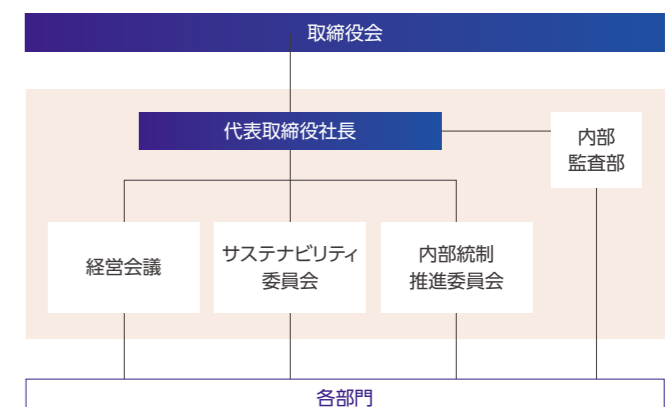 取締役会
代表取締役社長
内部
監査部
経営会議
サステナビリティ
委員会
内部統制
推進委員会
各部門